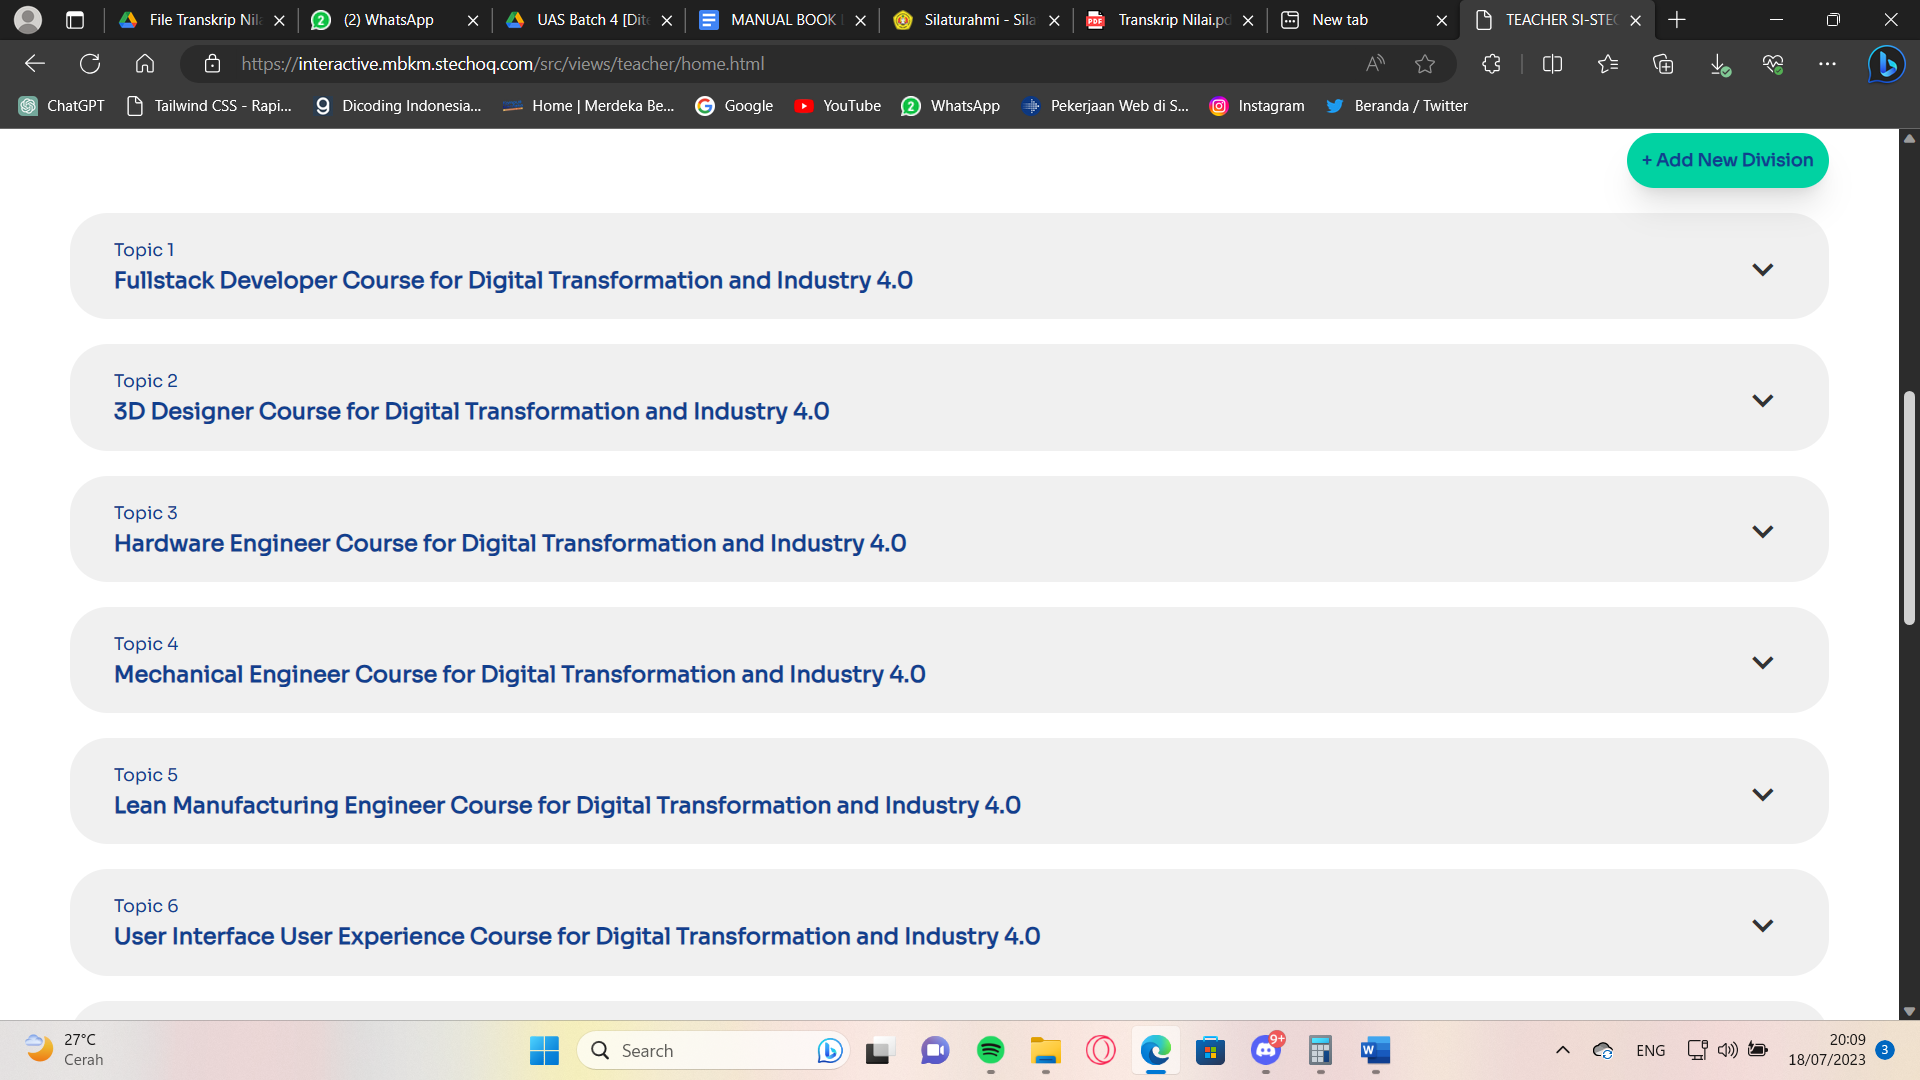 File Transkrip Nila
(2) WhatsApp
UAS Batch 4 [Dite
MANUAL BOOK
Silaturahmi - Sila
Transkrip Nilai.pd
New tab
TEACHER SI-STEC
https://interactive.mbkm.stechoq.com/src/views/teacher/home.html
ChatGPT
Tailwind CSS - Rapi...
Dicoding Indonesia...
Home | Merdeka Be...
Google
YouTube
WhatsApp
Pekerjaan Web di S...
Instagram
Beranda / Twitter
+ Add New Division
Topic 1
Fullstack Developer Course for Digital Transformation and Industry 4.0
Topic 2
3D Designer Course for Digital Transformation and Industry 4.0
Topic 3
Hardware Engineer Course for Digital Transformation and Industry 4.0
Topic 4
Mechanical Engineer Course for Digital Transformation and Industry 4.0
Topic 5
Lean Manufacturing Engineer Course for Digital Transformation and Industry 4.0
Topic 6
User Interface User Experience Course for Digital Transformation and Industry 4.0
27°C
Cerah
Search
9+
ENG
20:09
18/07/2023
3